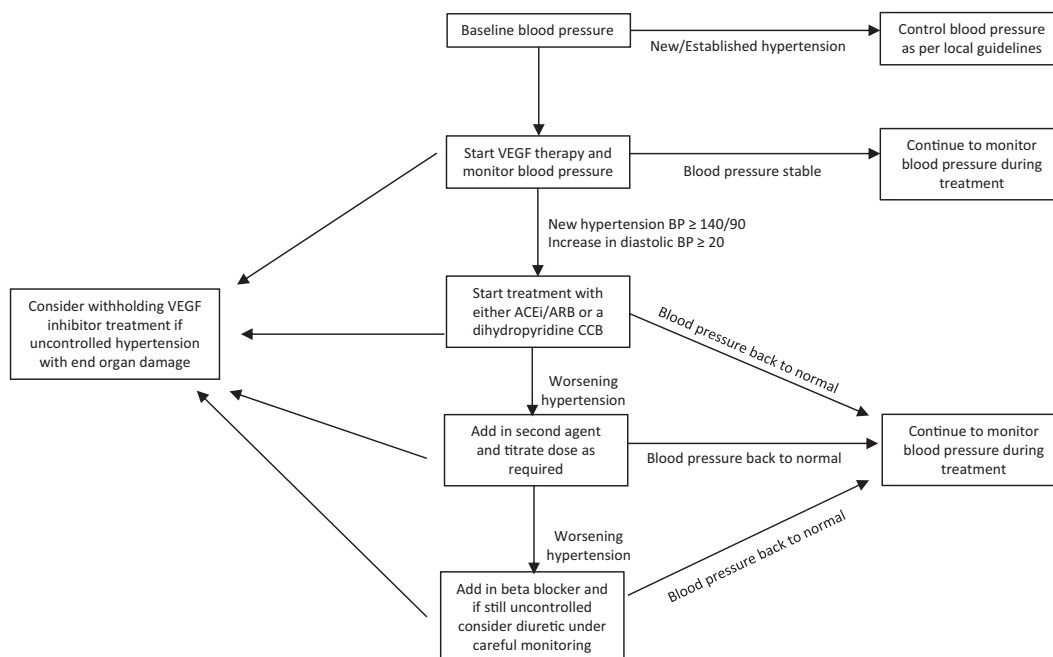 Baseline blood pressure
New/Established hypertension
Control blood pressure
as per local guidelines
Start VEGF therapy and
monitor blood pressure
Blood pressure stable
Continue to monitor
blood pressure during
treatment
New hypertension BP ≥ 140/90
Increase in diastolic BP ≥ 20
Consider withholding VEGF
inhibitor treatment if
uncontrolled hypertension
with end organ damage
Start treatment with
either ACEi/ARB or a
dihydropyridine CCB
Blood pressure back to normal
Worsening
hypertension
Add in second agent
and titrate dose as
required
Blood pressure back to normal
Continue to monitor
blood pressure during
treatment
Worsening
hypertension
Blood pressure back to normal
Add in beta blocker and
if still uncontrolled
consider diuretic under
careful monitoring